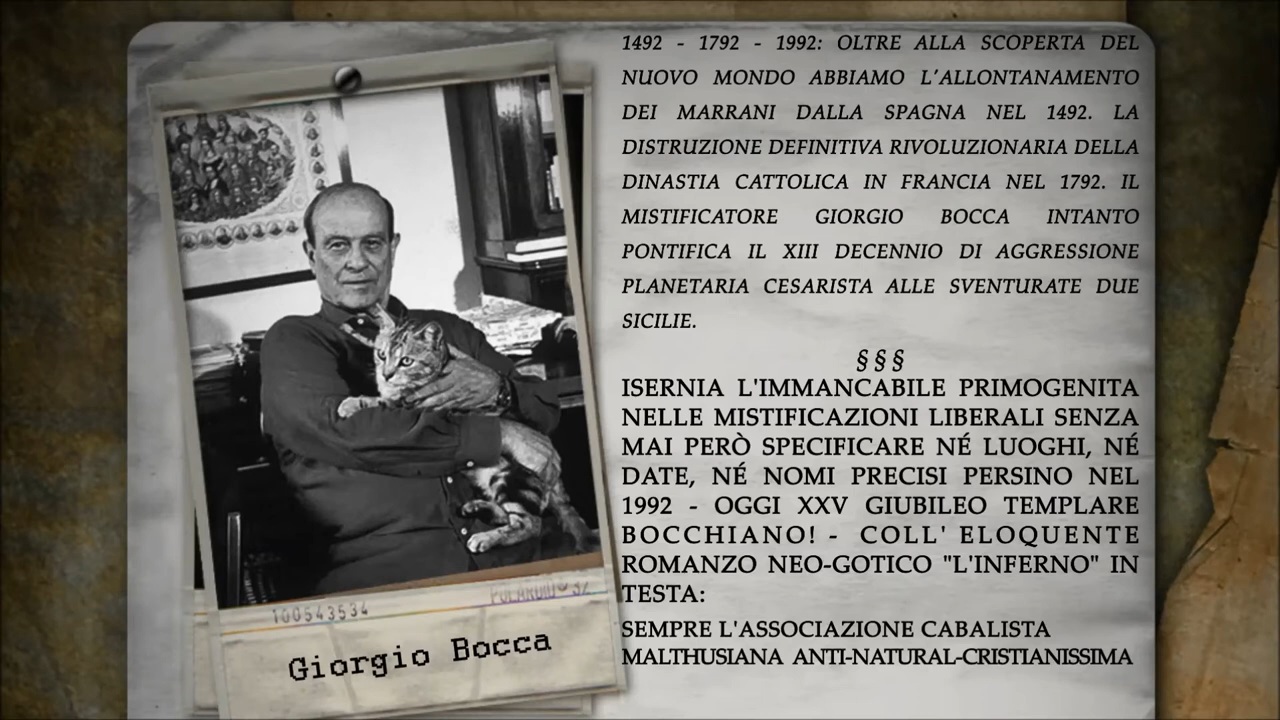 1492 - 1792 - 1992: OLTRE ALLA SCOPERTA DEL
NUOVO MONDO ABBIAMO L'ALLONTANAMENTO
DEI MARRANI DALLA SPAGNA NEL 1492. LA
DISTRUZIONE DEFINITIVA RIVOLUZIONARIA DELLA
DINASTIA CATTOLICA IN FRANCIA NEL 1792. IL
MISTIFICATORE GIORGIO BOCCA INTANTO
PONTIFICA IL XIII DECENNIO DI AGGRESSIONE
PLANETARIA CESARISTA ALLE SVENTURATE DUE
SICILIE.
§ § §
ISERNIA L'IMMANCABILE PRIMOGENITA
NELLE MISTIFICAZIONI LIBERALI SENZA
MAI PERÒ SPECIFICARE NÉ LUOGHI, NÉ
DATE, NÉ NOMI PRECISI PERSINO NEL
1992 - OGGI XXV GIUBILEO TEMPLARE
BOCCHIANO! - COLL' ELOQUENTE
ROMANZO NEO-GOTICO "L'INFERNO" IN
TESTA:
SEMPRE L'ASSOCIAZIONE CABALISTA
MALTHUSIANA ANTI-NATURAL-CRISTIANISSIMA
100543534
Giorgio Bocca